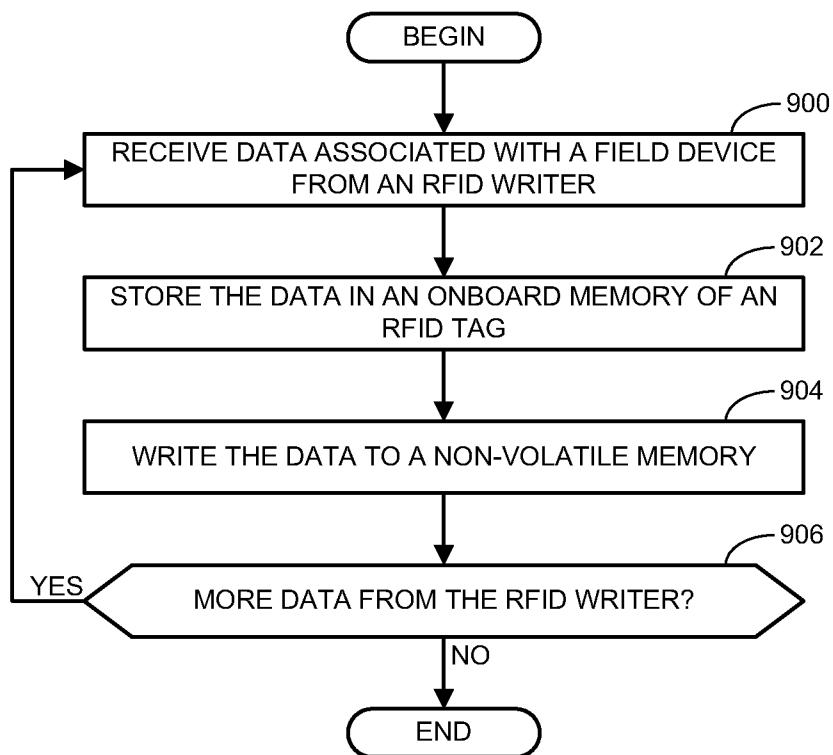 BEGIN
900
RECEIVE DATA ASSOCIATED WITH A FIELD DEVICE
FROM AN RFID WRITER
902
STORE THE DATA IN AN ONBOARD MEMORY OF AN
RFID TAG
904
WRITE THE DATA TO A NON-VOLATILE MEMORY
906
YES
MORE DATA FROM THE RFID WRITER?
NO
END